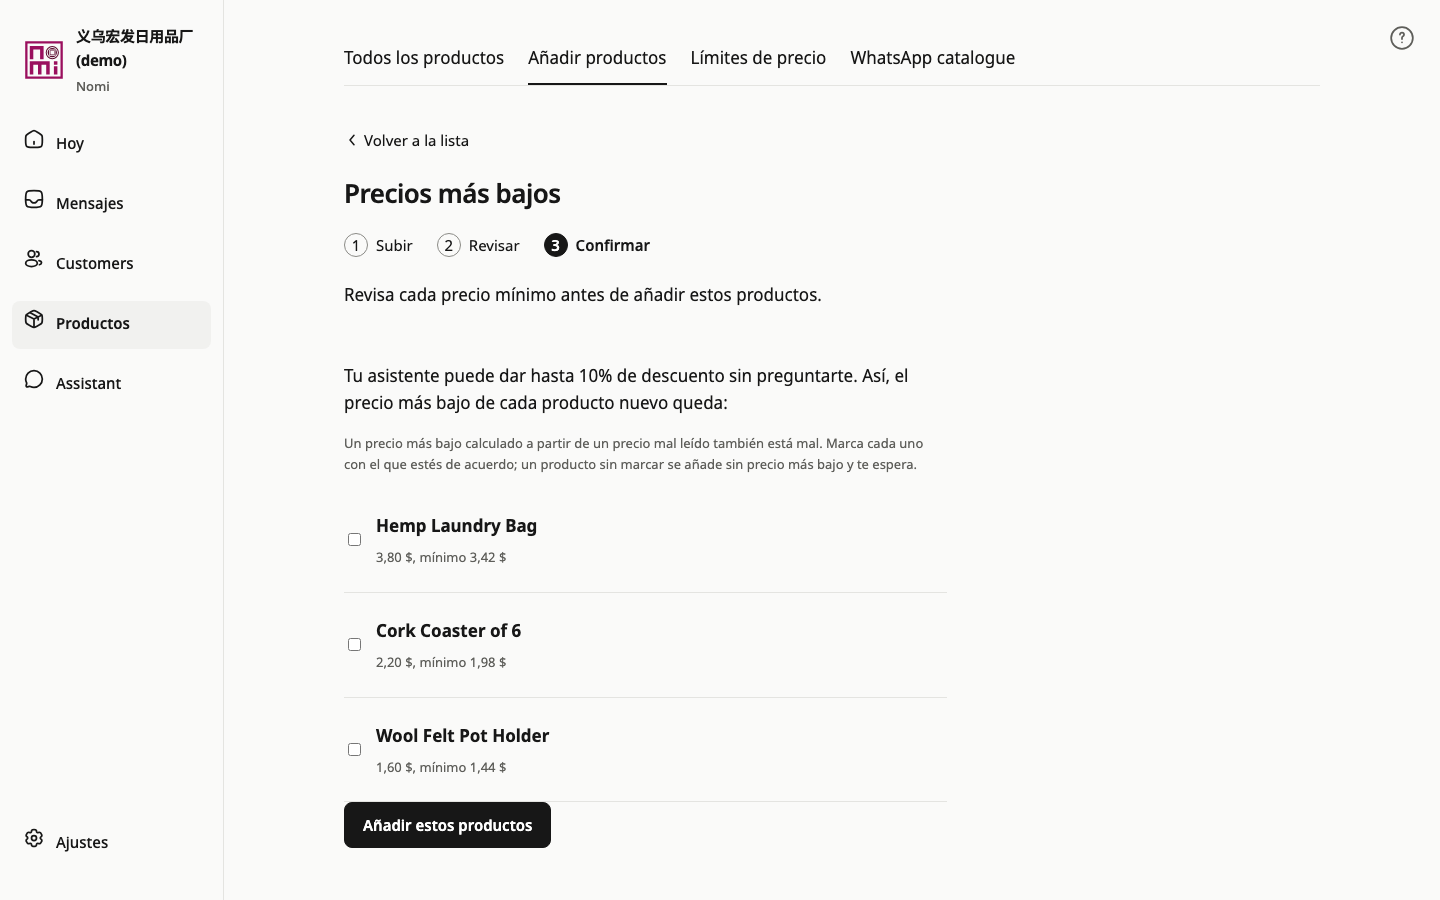 义乌宏发日用品厂
(demo)
Nomi
Hoy
Mensajes
Customers
Productos
Assistant
Ajustes
Todos los productos
Añadir productos
Límites de precio
WhatsApp catalogue
?
Volver a la lista
Precios más bajos
1 Subir
2 Revisar
3 Confirmar
Revisa cada precio mínimo antes de añadir estos productos.
Tu asistente puede dar hasta 10% de descuento sin preguntarte. Así, el
precio más bajo de cada producto nuevo queda:
Un precio más bajo calculado a partir de un precio mal leído también está mal. Marca cada uno
con el que estés de acuerdo; un producto sin marcar se añade sin precio más bajo y te espera.
Hemp Laundry Bag
3,80 $, mínimo 3,42 $
Cork Coaster of 6
2,20 $, mínimo 1,98 $
Wool Felt Pot Holder
1,60 $, mínimo 1,44 $
Añadir estos productos